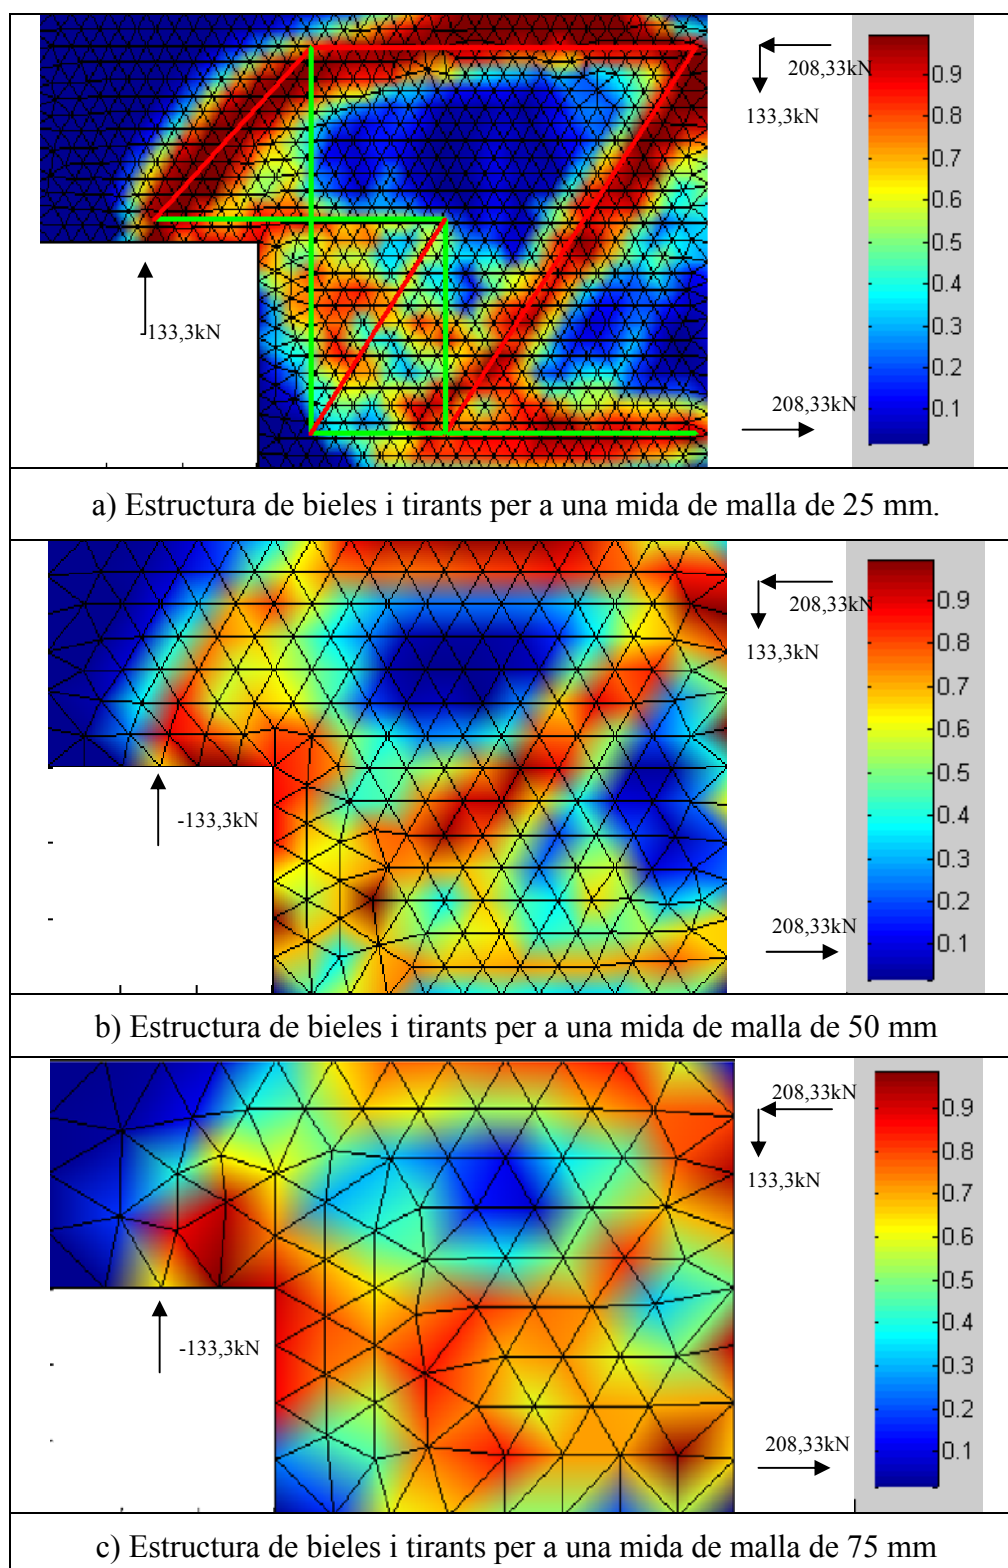 208,33kN
133,3kN
-133,3kN
208,33kN
0.9
0.8
0.7
0.6
0.5
0.4
0.3
0.2
0.1
a) Estructura de bieles i tirants per a una mida de malla de 25 mm.
208,33kN
133,3kN
-133,3kN
208,33kN
0.9
0.8
0.7
0.6
0.5
0.4
0.3
0.2
0.1
b) Estructura de bieles i tirants per a una mida de malla de 50 mm
208,33kN
133,3kN
-133,3kN
208,33kN
0.9
0.8
0.7
0.6
0.5
0.4
0.3
0.2
0.1
c) Estructura de bieles i tirants per a una mida de malla de 75 mm